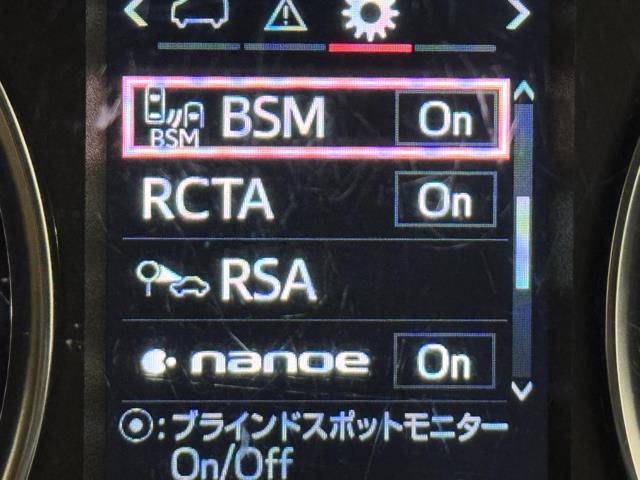 BSM BSM On
RCTA On
RSA
nanoe On
:ブラインドスポットモニター
On/Off